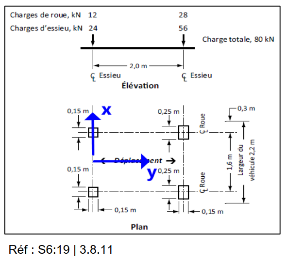 Charges de roue, kN 12 28
Charges d'essieu, kN 24 56
Charge totale, 80 kN
2,0 m
℄ Essieu ℄ Essieu
Élévation
0,15 m 0,25 m 0,3 m
x
℄ Roue
Déplacement
y
1,6 m
Largeur du véhicule 2,2 m
0,15 m 0,25 m
℄ Roue
0,15 m 0,15 m
Plan
Réf : S6:19 | 3.8.11